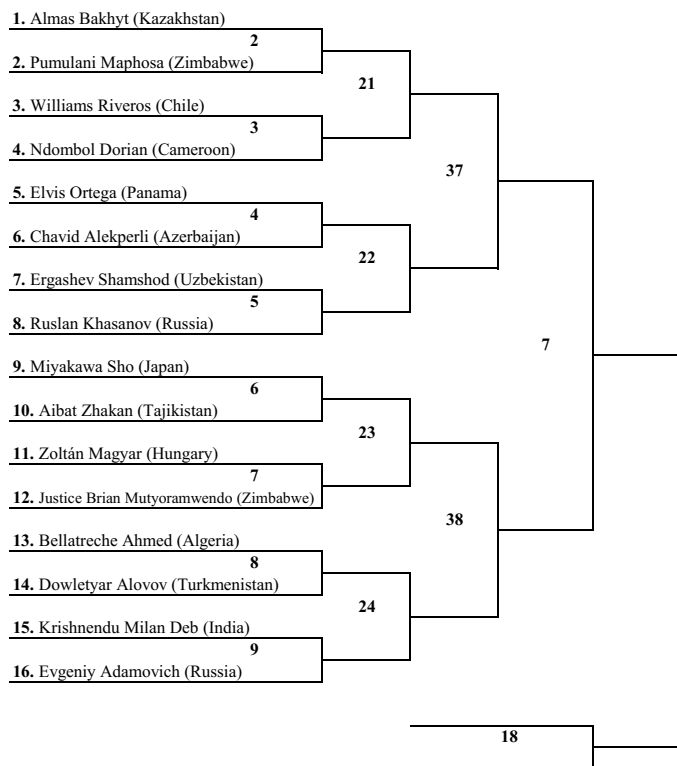 1. Almas Bakhyt (Kazakhstan)
2
2. Pumulani Maphosa (Zimbabwe)
21
3. Williams Riveros (Chile)
3
4. Ndombol Dorian (Cameroon)
37
5. Elvis Ortega (Panama)
4
6. Chavid Alekperli (Azerbaijan)
22
7. Ergashev Shamshod (Uzbekistan)
5
8. Ruslan Khasanov (Russia)
7
9. Miyakawa Sho (Japan)
6
10. Aibat Zhakan (Tajikistan)
23
11. Zoltán Magyar (Hungary)
7
12. Justice Brian Mutyoramwendo (Zimbabwe)
38
13. Bellatreche Ahmed (Algeria)
8
14. Dowletyar Alovov (Turkmenistan)
24
15. Krishnendu Milan Deb (India)
9
16. Evgeniy Adamovich (Russia)
18